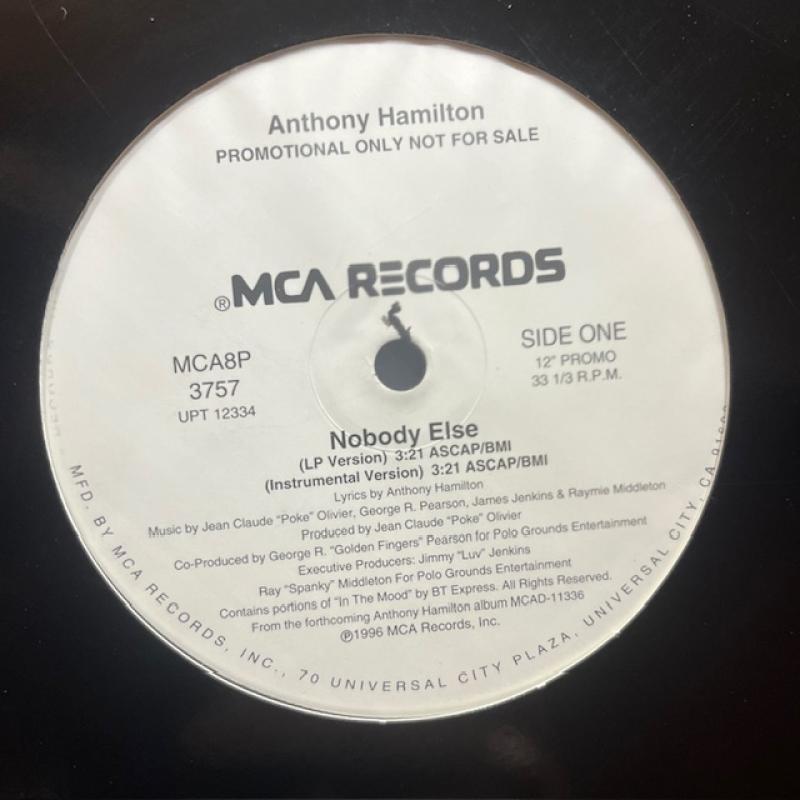 Anthony Hamilton
PROMOTIONAL ONLY NOT FOR SALE
®MCA RECORDS
MCA8P
3757
UPT 12334
SIDE ONE
12" PROMO
33 1/3 R.P.M.
Nobody Else
(LP Version) 3:21 ASCAP/BMI
(Instrumental Version) 3:21 ASCAP/BMI
Lyrics by Anthony Hamilton
Music by Jean Claude "Poke" Olivier, George R. Pearson, James Jenkins & Raymie Middleton
Produced by Jean Claude "Poke" Olivier
Co-Produced by George R. "Golden Fingers" Pearson for Polo Grounds Entertainment
Executive Producers: Jimmy "Luv" Jenkins
Ray "Spanky" Middleton For Polo Grounds Entertainment
Contains portions of "In The Mood" by BT Express. All Rights Reserved.
From the forthcoming Anthony Hamilton album MCAD-11336
℗1996 MCA Records, Inc.
MFD. BY MCA RECORDS, INC., 70 UNIVERSAL CITY PLAZA, UNIVERSAL CITY, CA